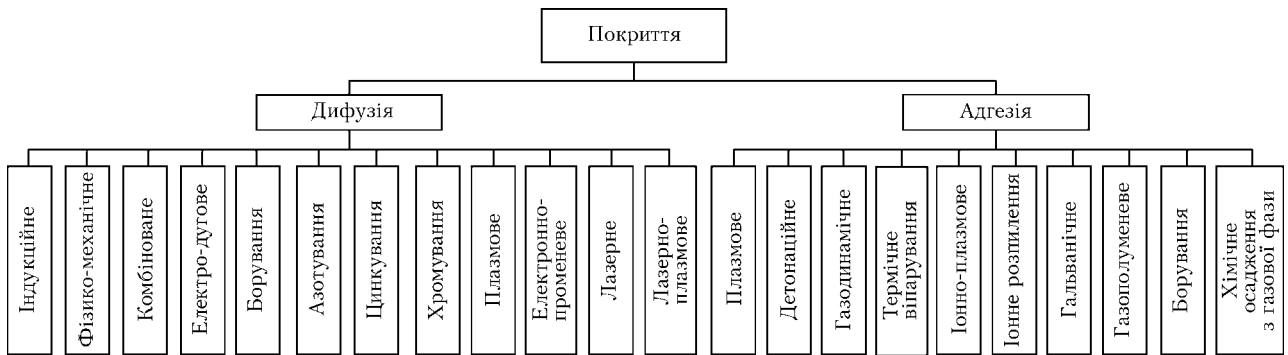 Покриття
Дифузія
Адгезія
Індукційне
Фізико-механічне
Комбіноване
Електро-дугове
Борування
Азотування
Цинкування
Хромування
Плазмове
Електронно-
променеве
Лазерне
Лазерно-
плазмове
Плазмове
Детонаційне
Газодинамічне
Термічне
віпарування
Іонно-плазмове
Іонне розпилення
Гальванічне
Газополуменеве
Борування
Хімічне
осадження
з газової фази